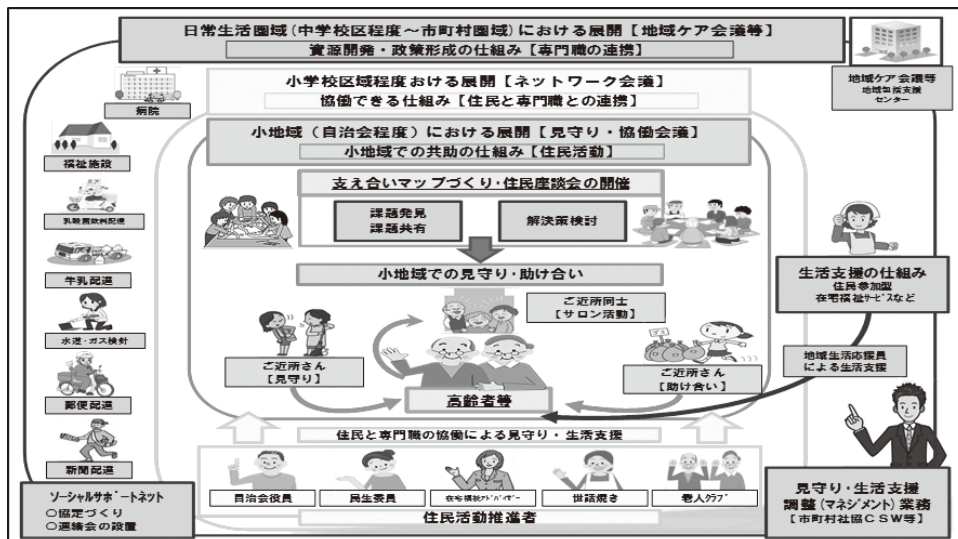 日常生活圏域(中学校区程度～市町村圏域)における展開【地域ケア会議等】
資源開発・政策形成の仕組み【専門職の連携】
小学校区域程度おける展開【ネットワーク会議】
協働できる仕組み【住民と専門職との連携】
小地域（自治会程度）における展開【見守り・協働会議】
小地域での共助の仕組み【住民活動】
支え合いマップづくり・住民座談会の開催
課題発見
課題共有
解決策検討
小地域での見守り・助け合い
ご近所同士
【サロン活動】
ご近所さん
【見守り】
ご近所さん
【助け合い】
高齢者等
住民と専門職の協働による見守り・生活支援
自治会役員
民生委員
在宅福祉アドバイザー
世話焼き
老人クラブ
住民活動推進者
病院
福祉施設
乳酸菌飲料配達
牛乳配達
水道・ガス検針
郵便配達
新聞配達
ソーシャルサポートネット
○協定づくり
○連絡会の設置
地域ケア会議等
地域包括支援
センター
生活支援の仕組み
住民参加型
在宅福祉サービスなど
地域生活応援員
による生活支援
見守り・生活支援
調整(マネジメント)業務
【市町村社協ＣＳＷ等】